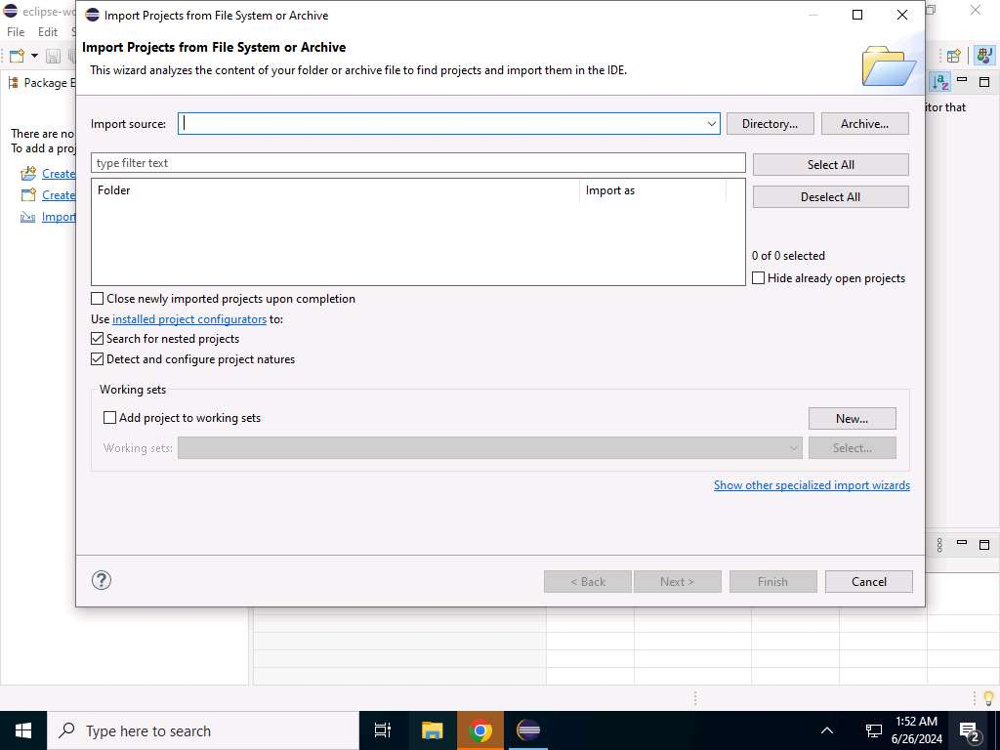 eclipse-wo
Import Projects from File System or Archive
File Edit S
Import Projects from File System or Archive
This wizard analyzes the content of your folder or archive file to find projects and import them in the IDE.
Package E
itor that
Import source:
Directory...
Archive...
There are no
To add a proj
type filter text
Select All
Create
Folder
Import as
Deselect All
Create
Import
0 of 0 selected
Hide already open projects
Close newly imported projects upon completion
Use installed project configurators to:
Search for nested projects
Detect and configure project natures
Working sets
Add project to working sets
New...
Working sets:
Select...
Show other specialized import wizards
?
< Back
Next >
Finish
Cancel
Type here to search
1:52 AM
6/26/2024
2